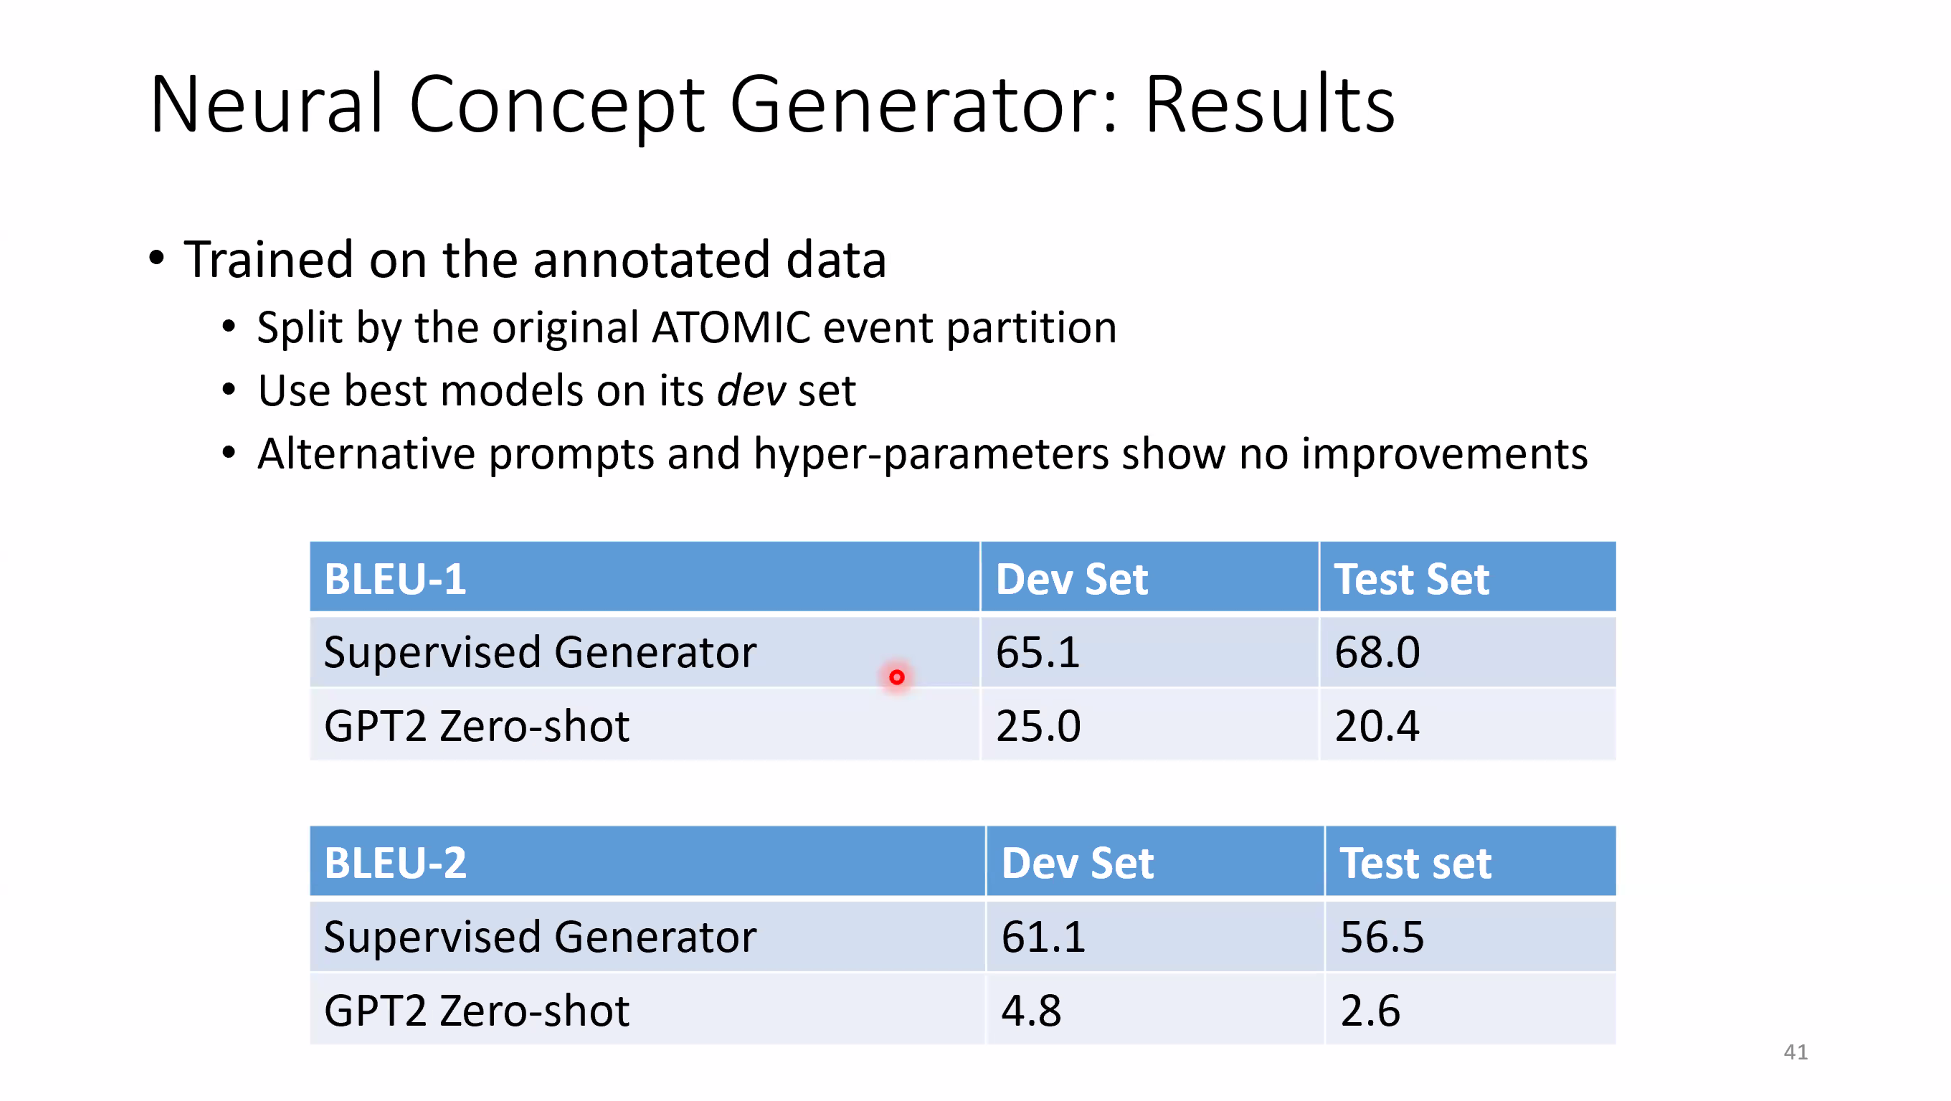 Neural Concept Generator: Results
• Trained on the annotated data
• Split by the original ATOMIC event partition
• Use best models on its dev set
• Alternative prompts and hyper-parameters show no improvements
BLEU-1 Dev Set Test Set
Supervised Generator 65.1 68.0
GPT2 Zero-shot 25.0 20.4
BLEU-2 Dev Set Test set
Supervised Generator 61.1 56.5
GPT2 Zero-shot 4.8 2.6
41